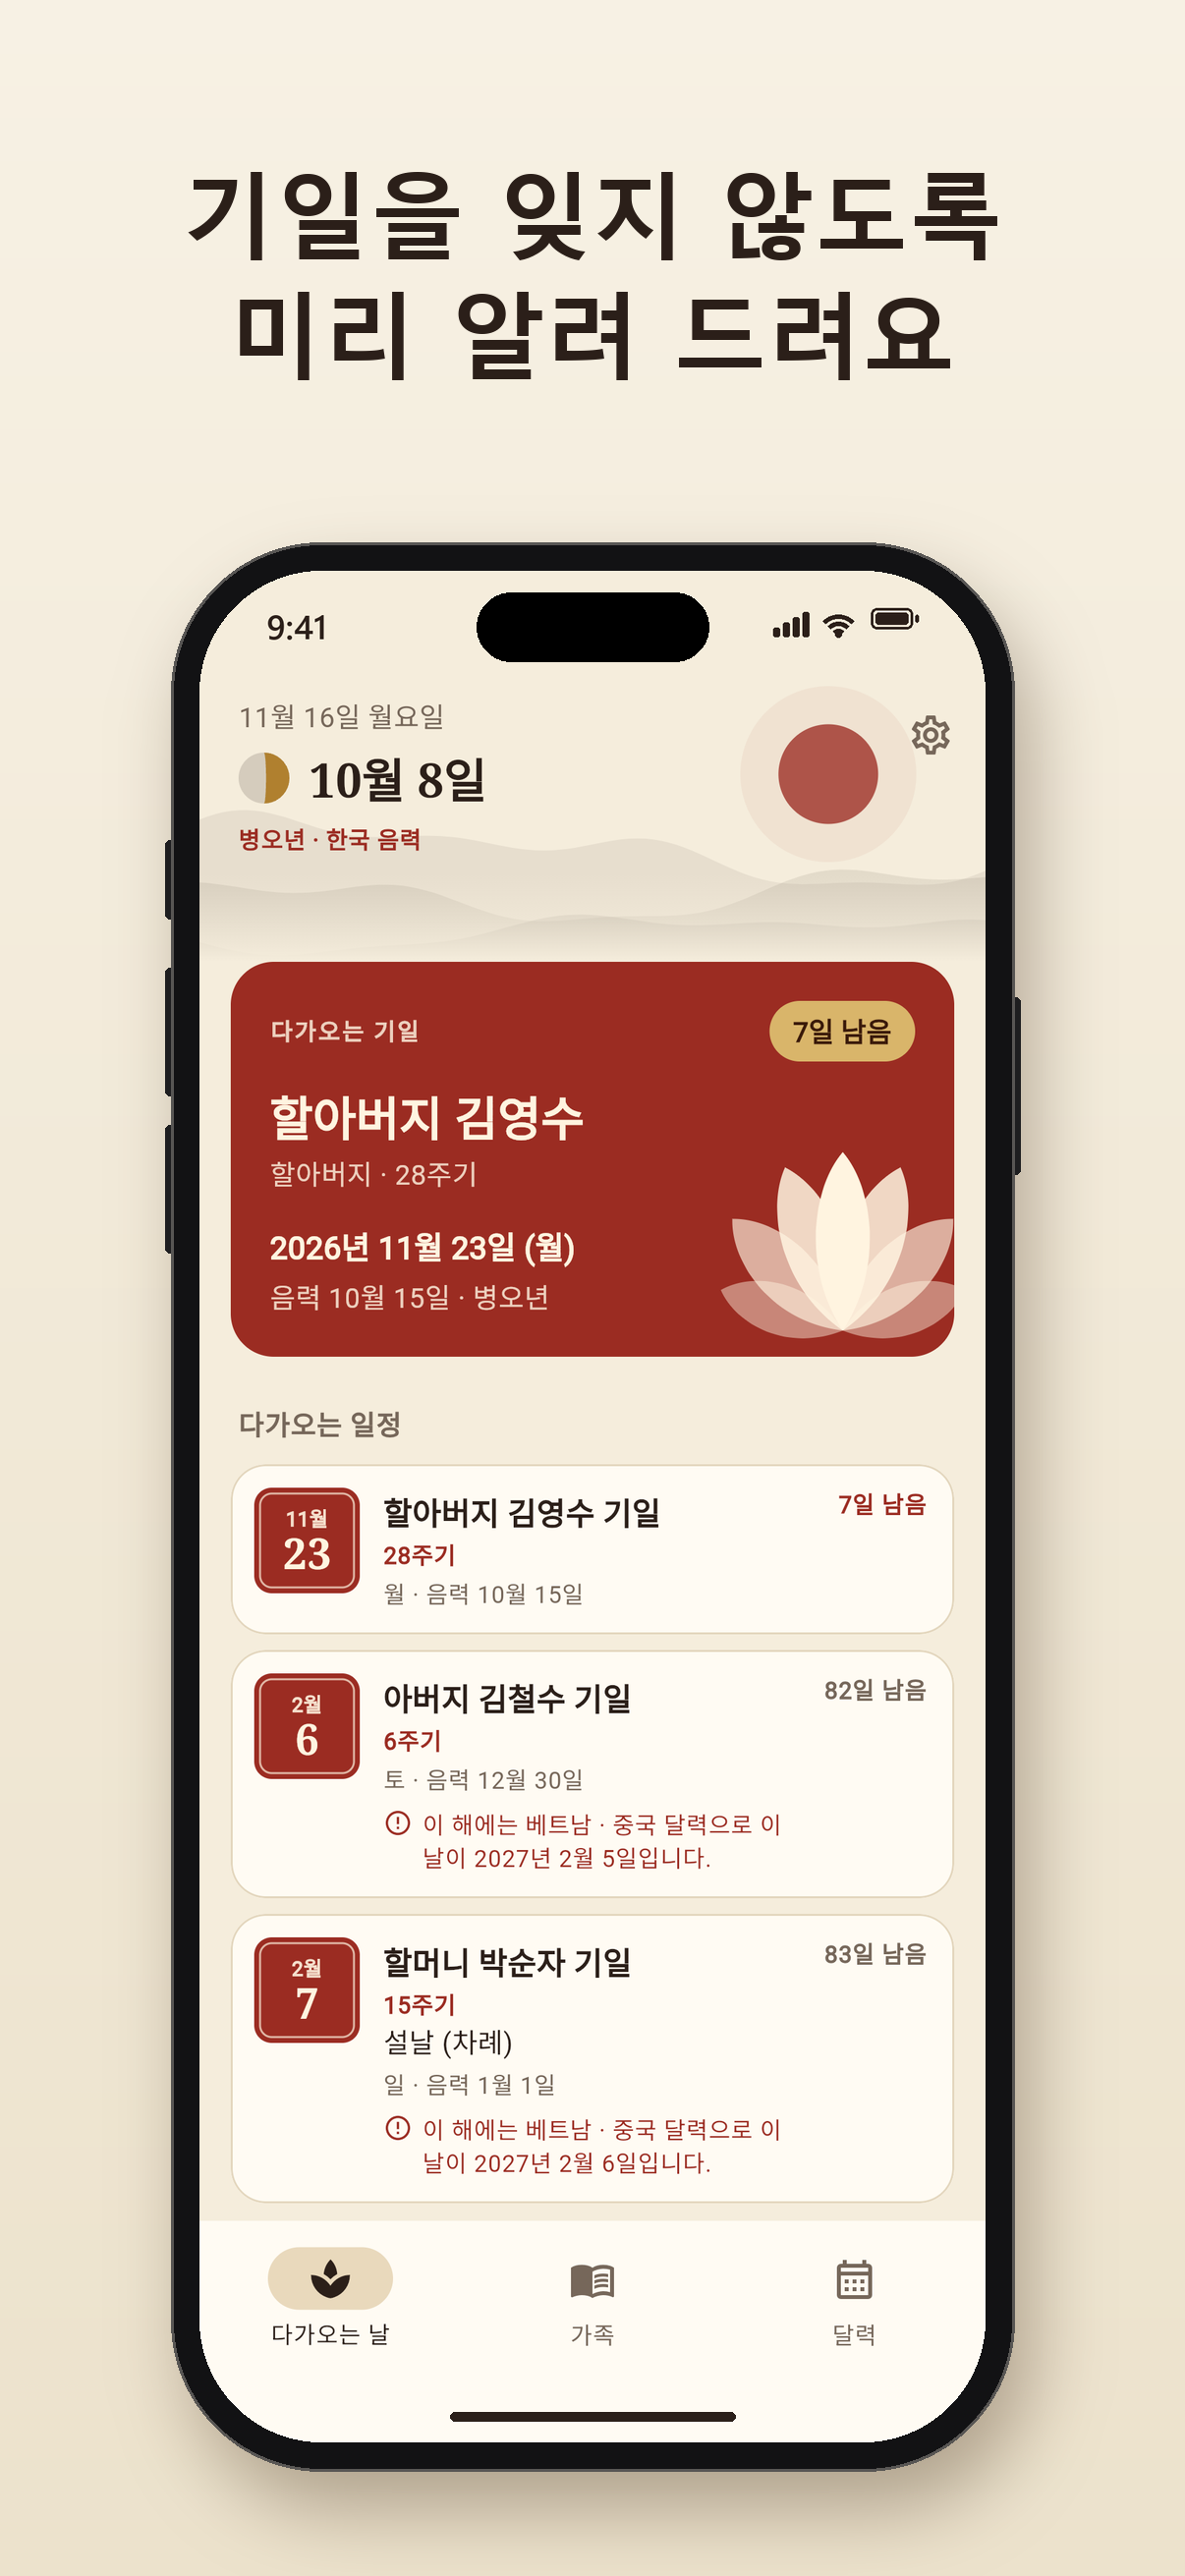 기일을 잊지 않도록
미리 알려 드려요
9:41
11월 16일 월요일
10월 8일
병오년 · 한국 음력
다가오는 기일
7일 남음
할아버지 김영수
할아버지 · 28주기
2026년 11월 23일 (월)
음력 10월 15일 · 병오년
다가오는 일정
11월
23
할아버지 김영수 기일
7일 남음
28주기
월 · 음력 10월 15일
2월
6
아버지 김철수 기일
82일 남음
6주기
토 · 음력 12월 30일
이 해에는 베트남 · 중국 달력으로 이
날이 2027년 2월 5일입니다.
2월
7
할머니 박순자 기일
83일 남음
15주기
설날 (차례)
일 · 음력 1월 1일
이 해에는 베트남 · 중국 달력으로 이
날이 2027년 2월 6일입니다.
다가오는 날
가족
달력